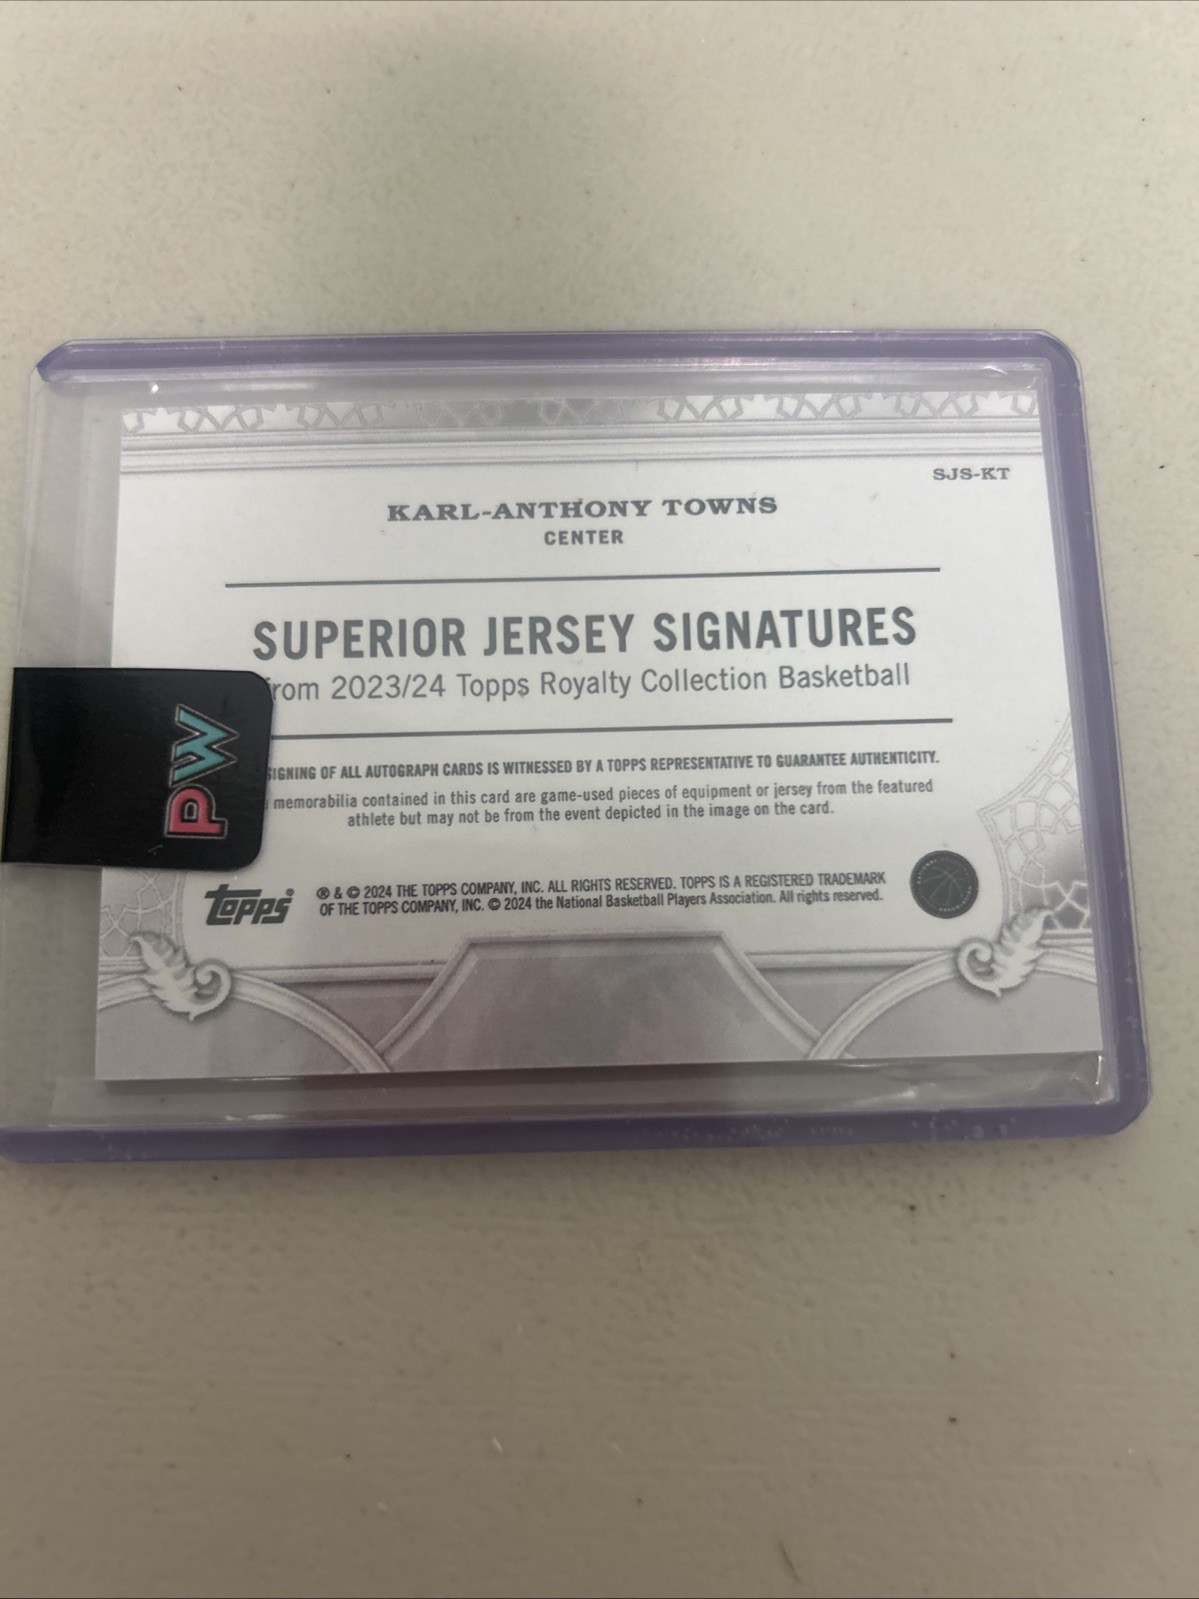 SJS-KT
KARL-ANTHONY TOWNS
CENTER
SUPERIOR JERSEY SIGNATURES
from 2023/24 Topps Royalty Collection Basketball
SIGNING OF ALL AUTOGRAPH CARDS IS WITNESSED BY A TOPPS REPRESENTATIVE TO GUARANTEE AUTHENTICITY.
memorabilia contained in this card are game-used pieces of equipment or jersey from the featured
athlete but may not be from the event depicted in the image on the card.
PW
Topps®
® & © 2024 THE TOPPS COMPANY, INC. ALL RIGHTS RESERVED. TOPPS IS A REGISTERED TRADEMARK
OF THE TOPPS COMPANY, INC. © 2024 the National Basketball Players Association. All rights reserved.